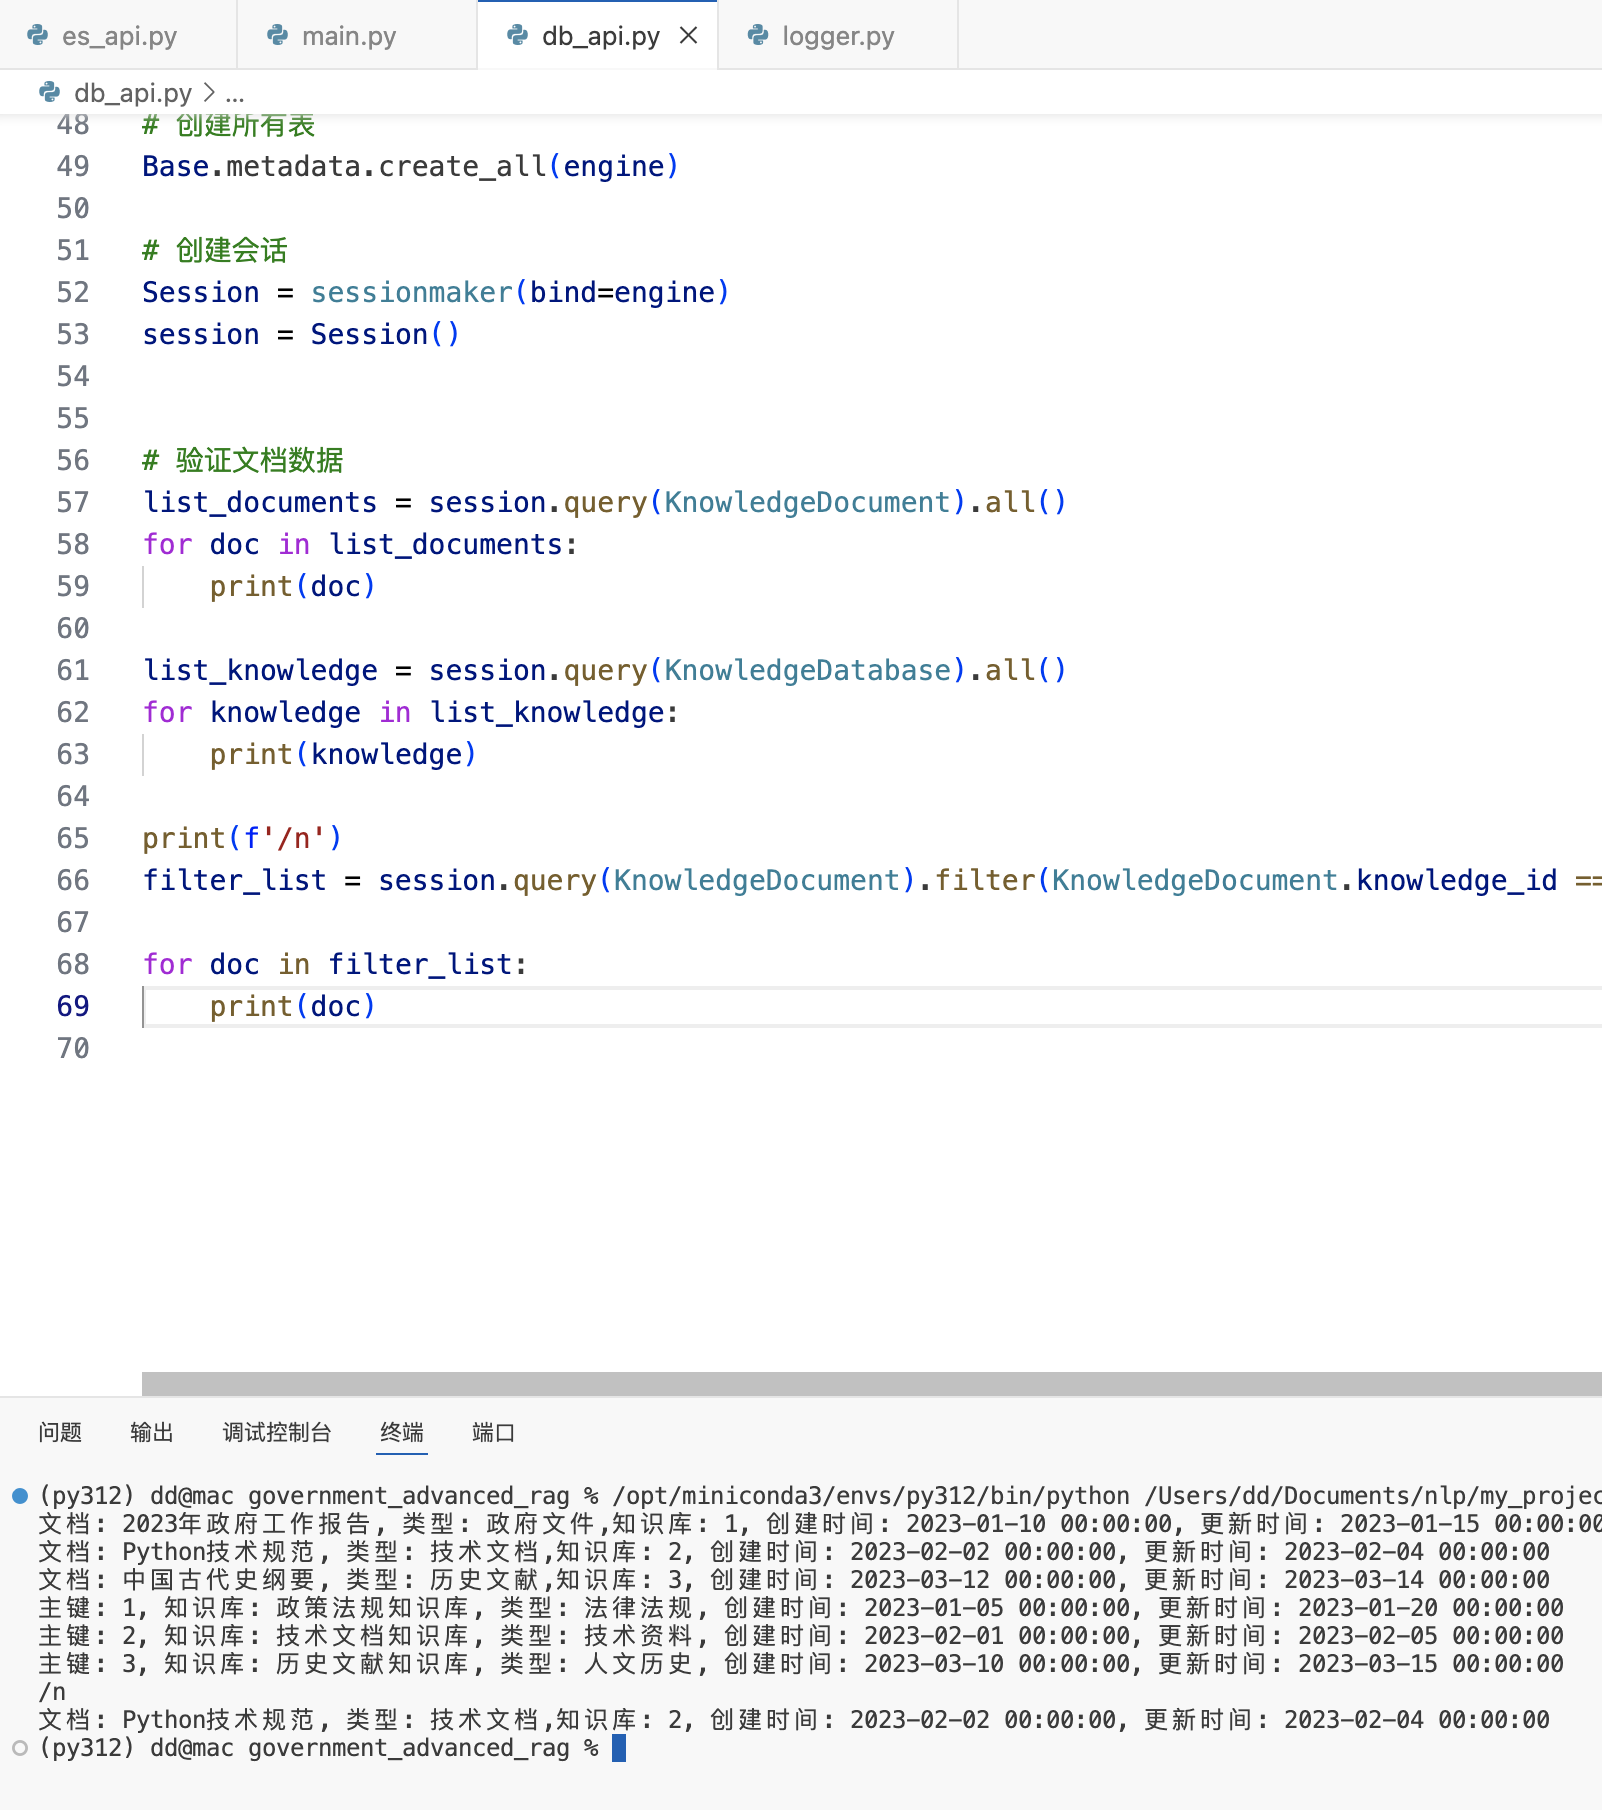 es_api.py main.py db_api.py logger.py
db_api.py > ...
48 # 创建所有表
49 Base.metadata.create_all(engine)
50
51 # 创建会话
52 Session = sessionmaker(bind=engine)
53 session = Session()
54
55
56 # 验证文档数据
57 list_documents = session.query(KnowledgeDocument).all()
58 for doc in list_documents:
59     print(doc)
60
61 list_knowledge = session.query(KnowledgeDatabase).all()
62 for knowledge in list_knowledge:
63     print(knowledge)
64
65 print(f'/n')
66 filter_list = session.query(KnowledgeDocument).filter(KnowledgeDocument.knowledge_id ==
67
68 for doc in filter_list:
69     print(doc)
70
问题 输出 调试控制台 终端 端口
(py312) dd@mac government_advanced_rag % /opt/miniconda3/envs/py312/bin/python /Users/dd/Documents/nlp/my_projec
文档: 2023年政府工作报告, 类型: 政府文件,知识库: 1, 创建时间: 2023-01-10 00:00:00, 更新时间: 2023-01-15 00:00:00
文档: Python技术规范, 类型: 技术文档,知识库: 2, 创建时间: 2023-02-02 00:00:00, 更新时间: 2023-02-04 00:00:00
文档: 中国古代史纲要, 类型: 历史文献,知识库: 3, 创建时间: 2023-03-12 00:00:00, 更新时间: 2023-03-14 00:00:00
主键: 1, 知识库: 政策法规知识库, 类型: 法律法规, 创建时间: 2023-01-05 00:00:00, 更新时间: 2023-01-20 00:00:00
主键: 2, 知识库: 技术文档知识库, 类型: 技术资料, 创建时间: 2023-02-01 00:00:00, 更新时间: 2023-02-05 00:00:00
主键: 3, 知识库: 历史文献知识库, 类型: 人文历史, 创建时间: 2023-03-10 00:00:00, 更新时间: 2023-03-15 00:00:00
/n
文档: Python技术规范, 类型: 技术文档,知识库: 2, 创建时间: 2023-02-02 00:00:00, 更新时间: 2023-02-04 00:00:00
(py312) dd@mac government_advanced_rag %